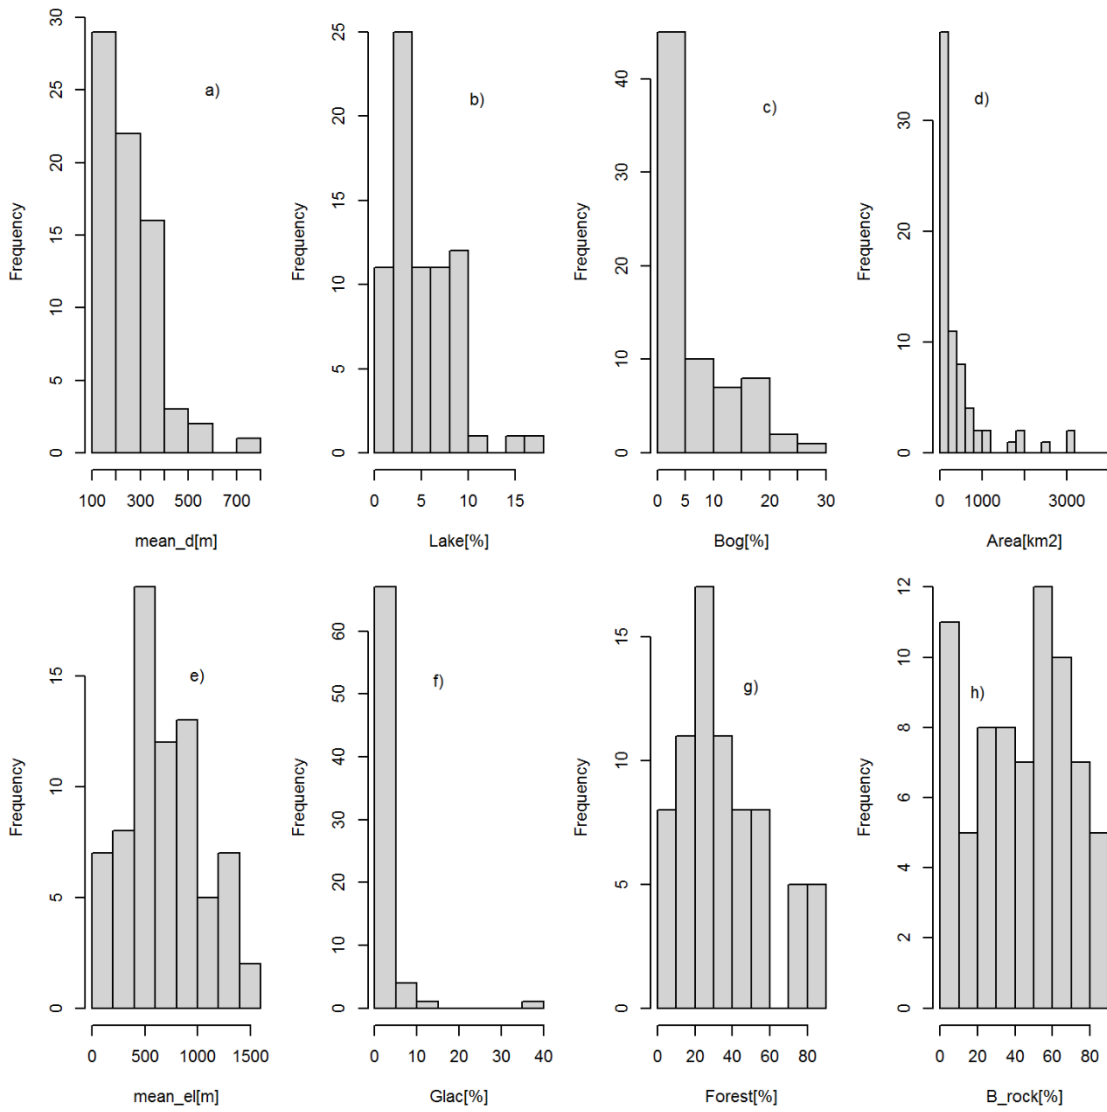 a)
Frequency
0 5 10 15 20 25 30
100 300 500 700
mean_d[m]
b)
Frequency
0 5 10 15 20 25
0 5 10 15
Lake[%]
c)
Frequency
0 10 20 30 40
0 5 10 20 30
Bog[%]
d)
Frequency
0 10 20 30
0 1000 3000
Area[km2]
e)
Frequency
0 5 10 15
0 500 1000 1500
mean_el[m]
f)
Frequency
0 10 20 30 40 50 60
0 10 20 30 40
Glac[%]
g)
Frequency
0 5 10 15
0 20 40 60 80
Forest[%]
h)
Frequency
0 2 4 6 8 10 12
0 20 40 60 80
B_rock[%]